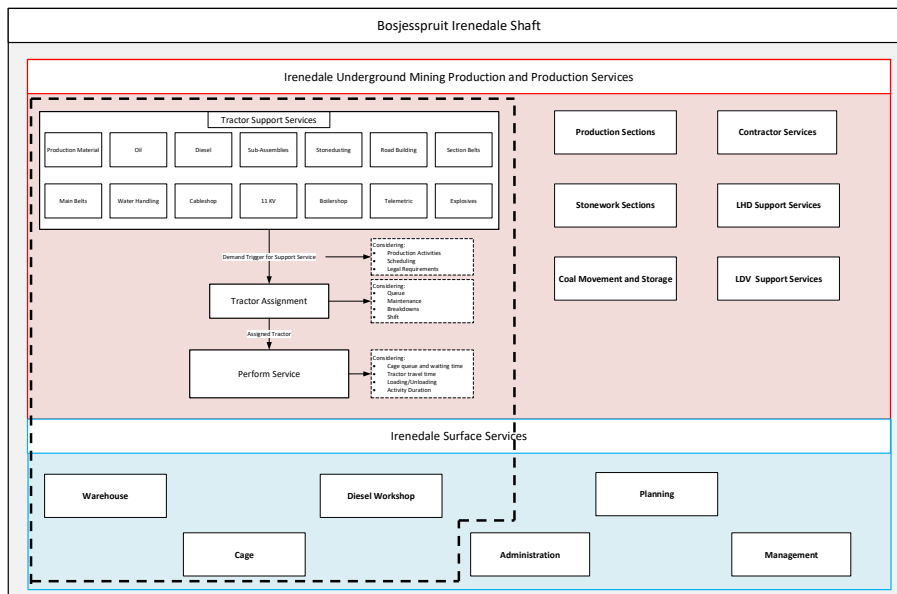 Bosjesspruit Irenedale Shaft
Irenedale Underground Mining Production and Production Services
Tractor Support Services
Production Material
Oil
Diesel
Sub-Assemblies
Stonedusting
Road Building
Section Belts
Main Belts
Water Handling
Cableshop
11 KV
Boilershop
Telemetric
Explosives
Demand Trigger for Support Service
Considering:
• Production Activities
• Scheduling
• Legal Requirements
Tractor Assignment
Considering:
• Queue
• Maintenance
• Breakdowns
• Shift
Assigned Tractor
Perform Service
Considering:
• Cage queue and waiting time
• Tractor travel time
• Loading/Unloading
• Activity Duration
Production Sections
Contractor Services
Stonework Sections
LHD Support Services
Coal Movement and Storage
LDV Support Services
Irenedale Surface Services
Warehouse
Diesel Workshop
Planning
Cage
Administration
Management